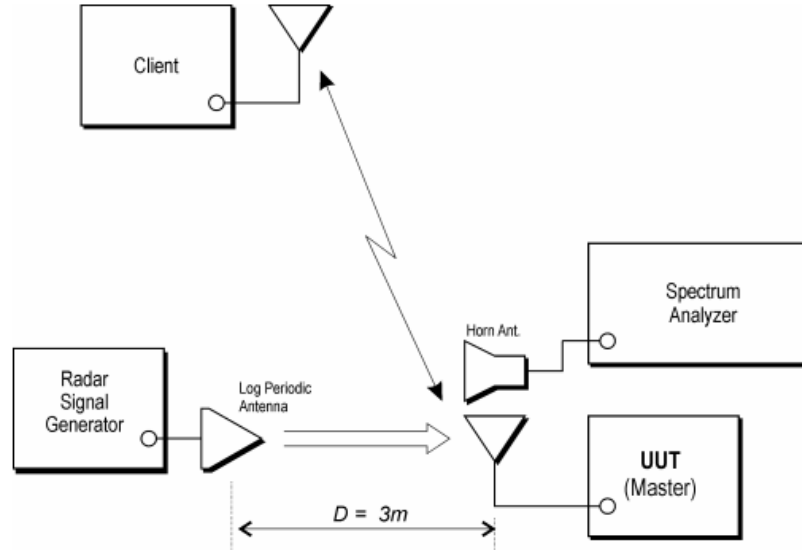 Client
Spectrum
Analyzer
Horn Ant.
Radar
Signal
Generator
Log Periodic
Antenna
UUT
(Master)
D = 3m